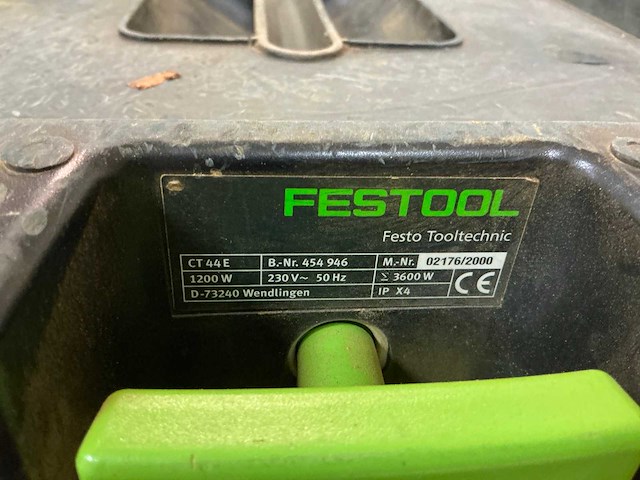 FESTOOL
Festo Tooltechnic
CT 44 E B.-Nr. 454 946 M.-Nr. 02176/2000
1200 W 230 V~ 50 Hz Σ 3600 W CE
D-73240 Wendlingen IP X4